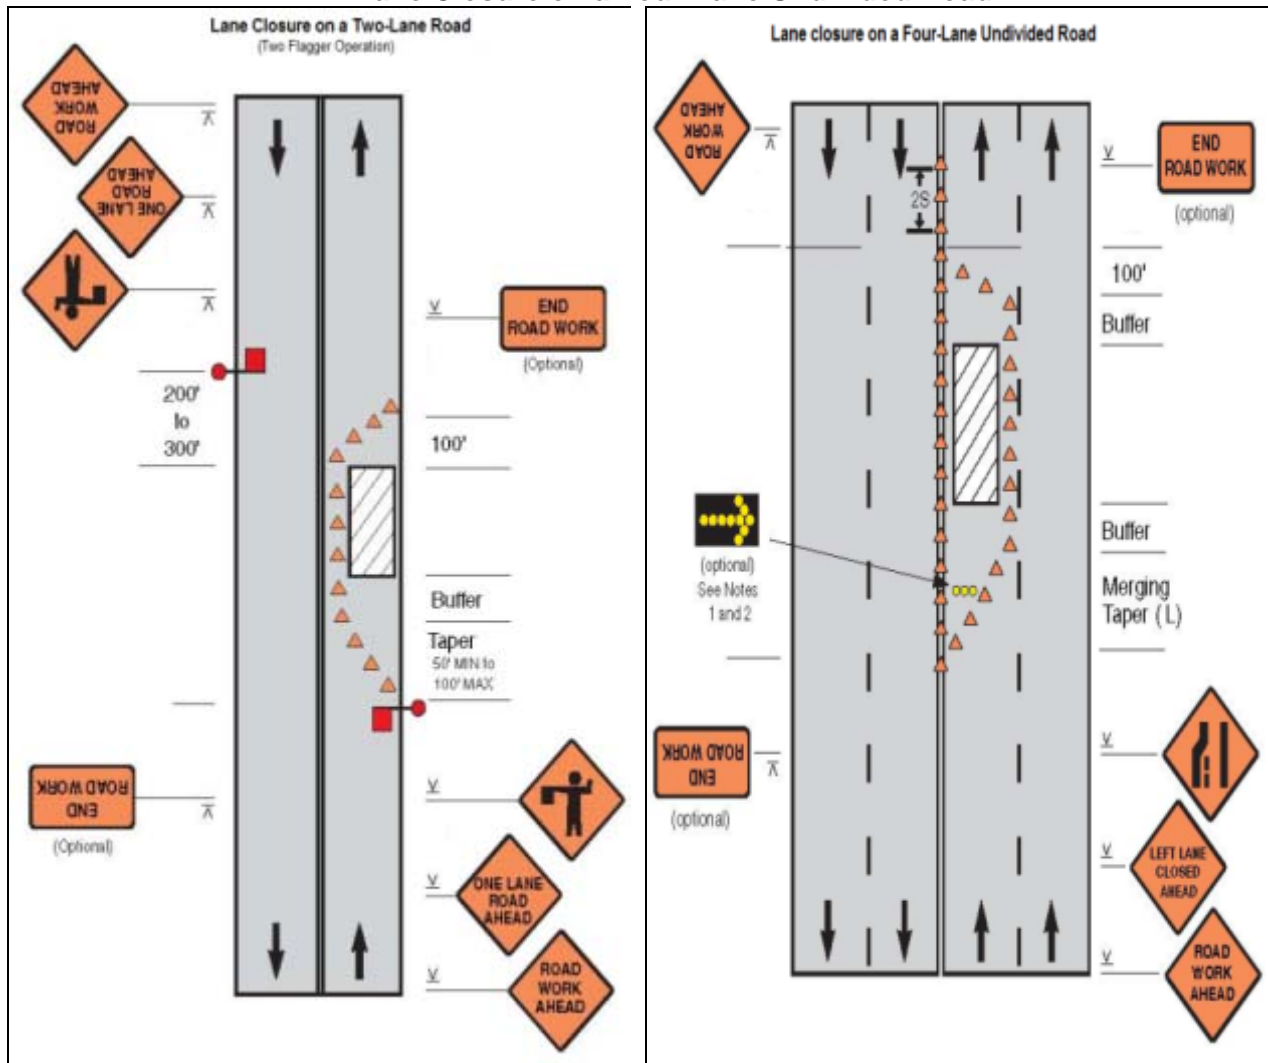 Lane Closure on a Two-Lane Road
(Two Flagger Operation)
ROAD
WORK
AHEAD
ONE LANE
ROAD
AHEAD
END
ROAD WORK
(Optional)
200'
to
300'
100'
Buffer
Taper
50' MIN to
100' MAX
END
ROAD WORK
(Optional)
ONE LANE
ROAD
AHEAD
ROAD
WORK
AHEAD
Lane closure on a Four-Lane Undivided Road
ROAD
WORK
AHEAD
2S
END
ROAD WORK
(optional)
100'
Buffer
(optional)
See Notes
1 and 2
Buffer
Merging
Taper (L)
END
ROAD WORK
(optional)
LEFT LANE
CLOSED
AHEAD
ROAD
WORK
AHEAD